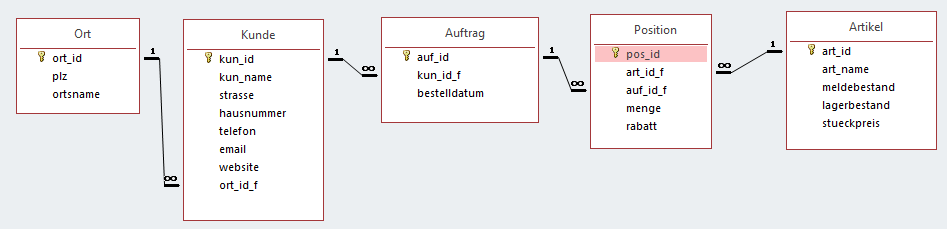 Ort
ort_id
plz
ortsname
1
∞
Kunde
kun_id
kun_name
strasse
hausnummer
telefon
email
website
ort_id_f
1
∞
Auftrag
auf_id
kun_id_f
bestelldatum
1
∞
Position
pos_id
art_id_f
auf_id_f
menge
rabatt
∞
1
Artikel
art_id
art_name
meldebestand
lagerbestand
stueckpreis